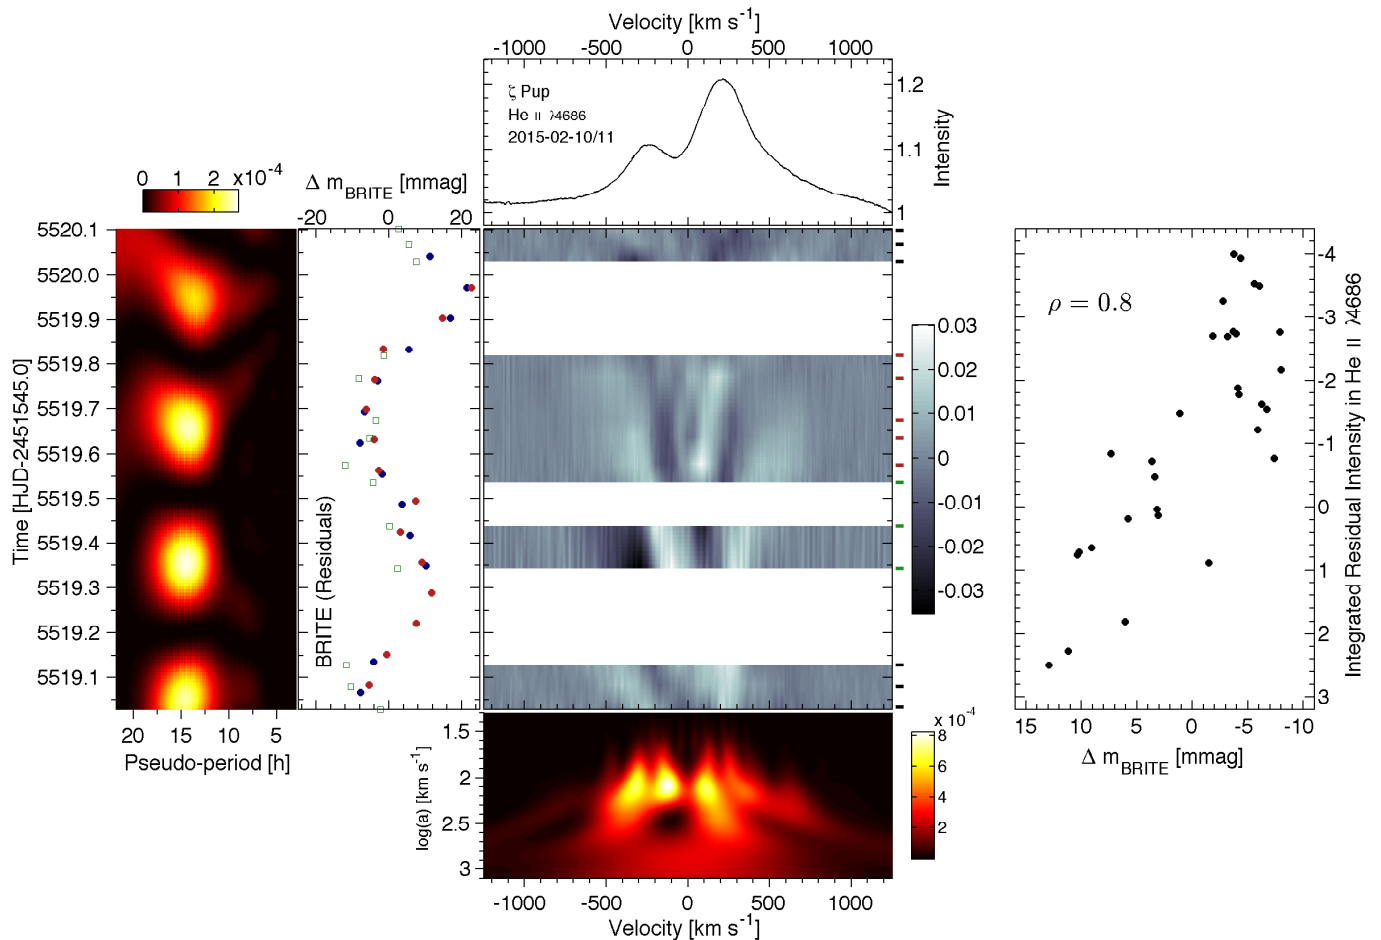 Velocity [km s⁻¹]
-1000 -500 0 500 1000
ζ Pup
He II λ4686
2015-02-10/11
1.2
1.1
1
Intensity
0 1 2 x10⁻⁴
Δ m_BRITE [mmag]
-20 0 20
5520.1
5520.0
5519.9
5519.8
5519.7
5519.6
5519.5
5519.4
5519.3
5519.2
5519.1
Time [HJD-2451545.0]
20 15 10 5
Pseudo-period [h]
BRITE (Residuals)
0.03
0.02
0.01
0
-0.01
-0.02
-0.03
ρ = 0.8
-4
-3
-2
-1
0
1
2
3
Integrated Residual Intensity in He II λ4686
15 10 5 0 -5 -10
Δ m_BRITE [mmag]
1.5
2
2.5
3
log(a) [km s⁻¹]
x 10⁻⁴
8
6
4
2
-1000 -500 0 500 1000
Velocity [km s⁻¹]